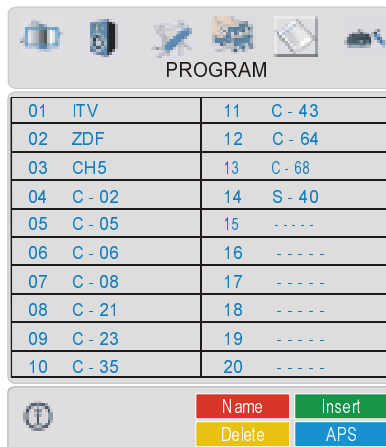 PROGRAM
01 ITV 11 C - 43
02 ZDF 12 C - 64
03 CH5 13 C - 68
04 C - 02 14 S - 40
05 C - 05 15 - - - - -
06 C - 06 16 - - - - -
07 C - 08 17 - - - - -
08 C - 21 18 - - - - -
09 C - 23 19 - - - - -
10 C - 35 20 - - - - -
Name Insert
Delete APS